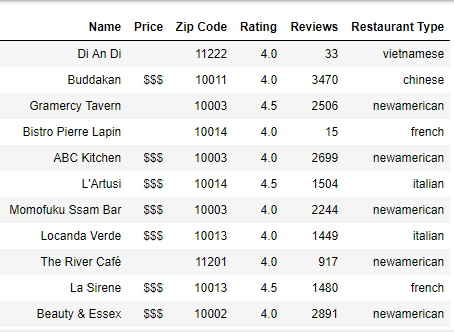 Name Price Zip Code Rating Reviews Restaurant Type
Di An Di 11222 4.0 33 vietnamese
Buddakan $$$ 10011 4.0 3470 chinese
Gramercy Tavern 10003 4.5 2506 newamerican
Bistro Pierre Lapin 10014 4.0 15 french
ABC Kitchen $$$ 10003 4.0 2699 newamerican
L'Artusi $$$ 10014 4.5 1504 italian
Momofuku Ssam Bar $$$ 10003 4.0 2244 newamerican
Locanda Verde $$$ 10013 4.0 1449 italian
The River Café 11201 4.0 917 newamerican
La Sirene $$$ 10013 4.5 1480 french
Beauty & Essex $$$ 10002 4.0 2891 newamerican